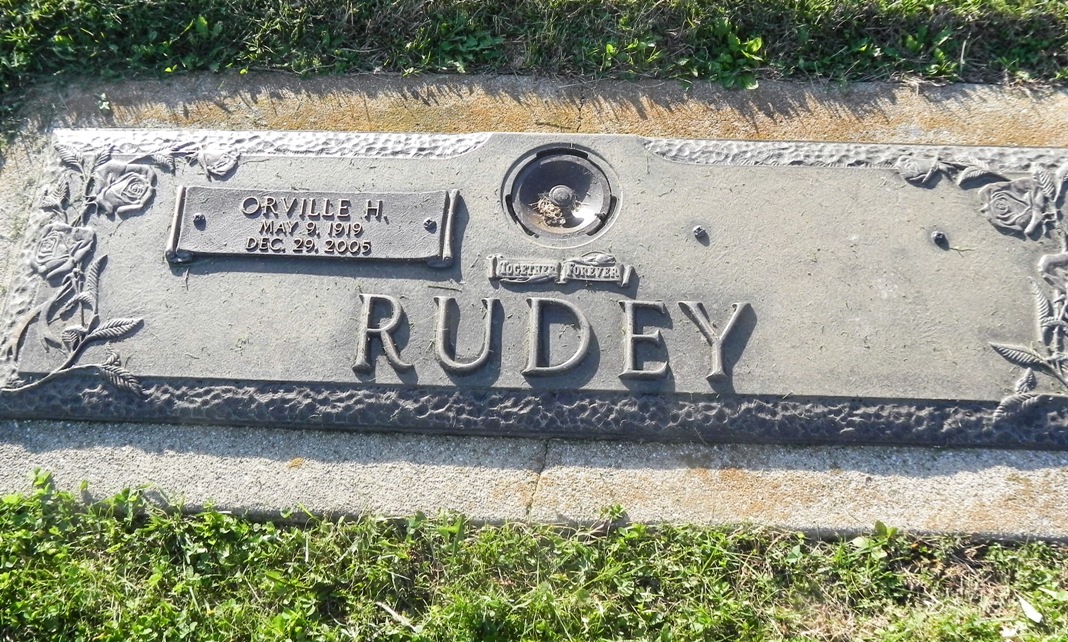 ORVILLE H.
MAY 9, 1919
DEC. 29, 2005
TOGETHER FOREVER
RUDEY